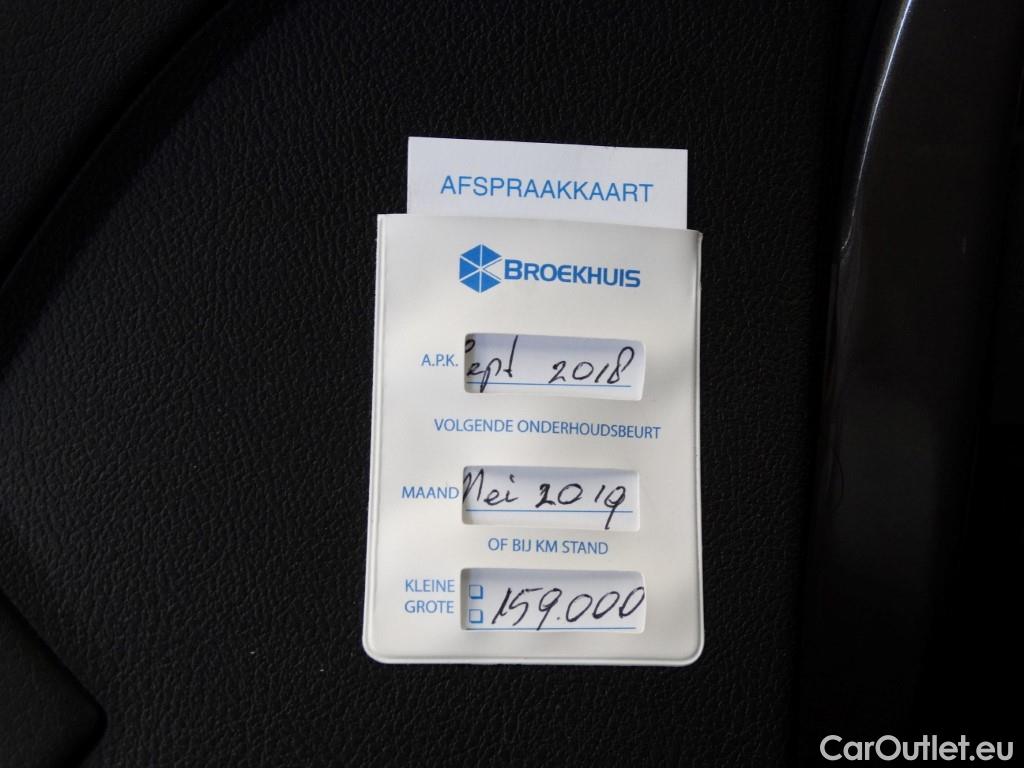 AFSPRAAKKAART
BROEKHUIS
A.P.K. Sept 2018
VOLGENDE ONDERHOUDSBEURT
MAAND Mei 2019
OF BIJ KM STAND
KLEINE
GROTE 159.000
CarOutlet.eu